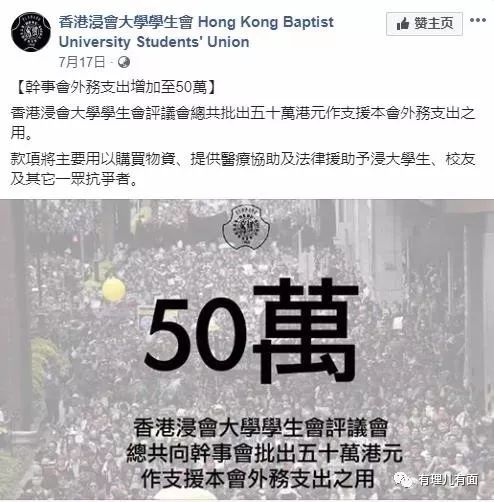 香港浸會大學學生會 Hong Kong Baptist
University Students' Union
赞主页
7月17日
【幹事會外務支出增加至50萬】
香港浸會大學學生會評議會總共批出五十萬港元作支援本會外務支出之
用。
款項將主要用以購買物資、提供醫療協助及法律援助予浸大學生、校友
及其它一眾抗爭者。
50萬
香港浸會大學學生會評議會
總共向幹事會批出五十萬港元
作支援本會外務支出之用
有理儿有面